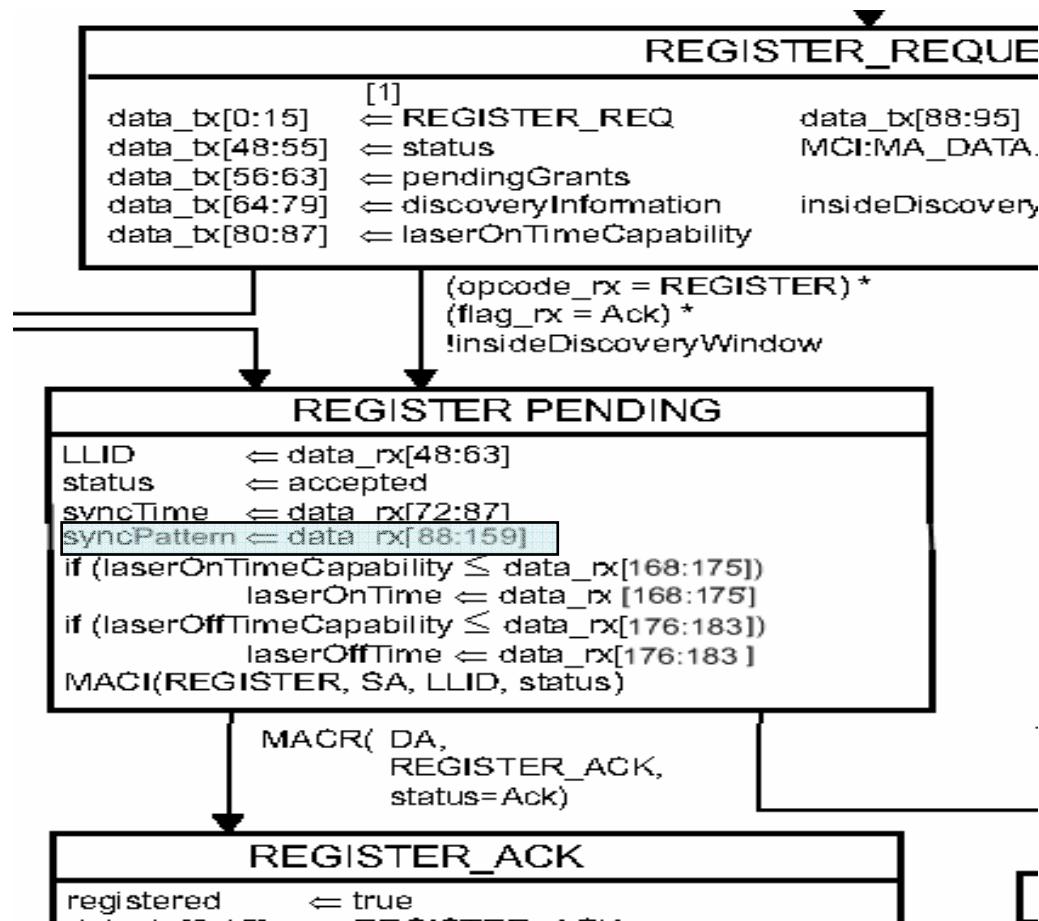 REGISTER_REQUE
[1]
data_tx[0:15] ⇐ REGISTER_REQ data_tx[88:95]
data_tx[48:55] ⇐ status MCI:MA_DATA.
data_tx[56:63] ⇐ pendingGrants
data_tx[64:79] ⇐ discoveryInformation insideDiscovery
data_tx[80:87] ⇐ laserOnTimeCapability
(opcode_rx = REGISTER) *
(flag_rx = Ack) *
!insideDiscoveryWindow
REGISTER PENDING
LLID ⇐ data_rx[48:63]
status ⇐ accepted
syncTime ⇐ data_rx[72:87]
syncPattern ⇐ data_rx[88:159]
if (laserOnTimeCapability ≤ data_rx[168:175])
laserOnTime ⇐ data_rx [168:175]
if (laserOffTimeCapability ≤ data_rx[176:183])
laserOffTime ⇐ data_rx[176:183 ]
MACI(REGISTER, SA, LLID, status)
MACR( DA,
REGISTER_ACK,
status=Ack)
REGISTER_ACK
registered ⇐ true